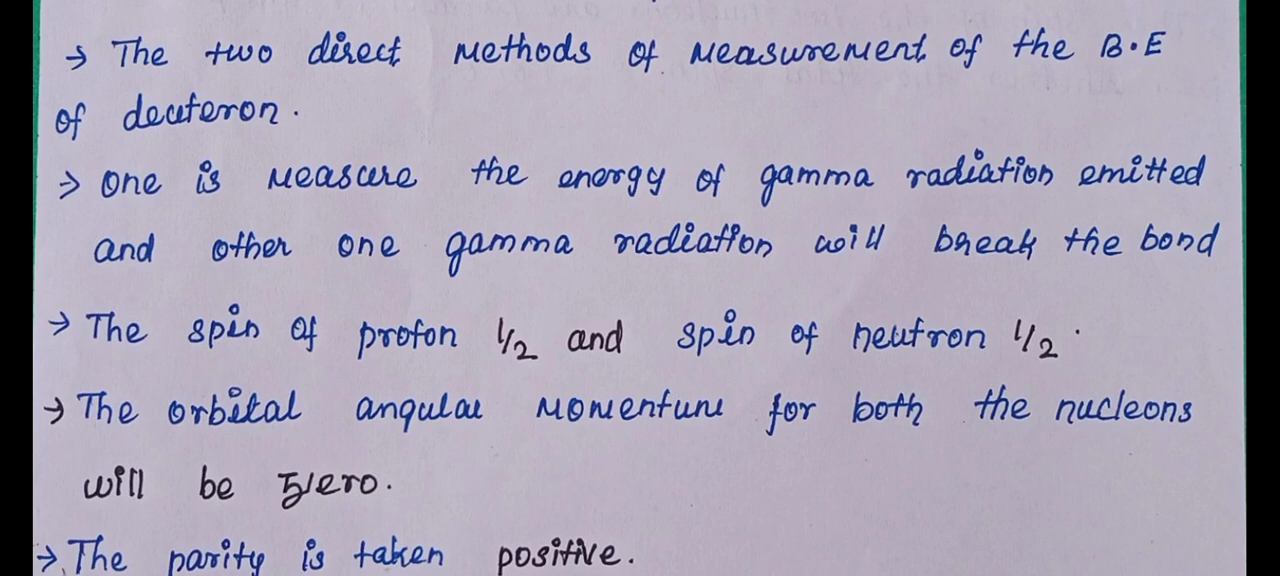 → The two direct methods of measurement of the B.E
of deuteron.
→ one is measure the energy of gamma radiation emitted
and other one gamma radiation will break the bond
→ The spin of proton 1/2 and spin of neutron 1/2.
→ The orbital angular momentum for both the nucleons
will be zero.
→ The parity is taken positive.